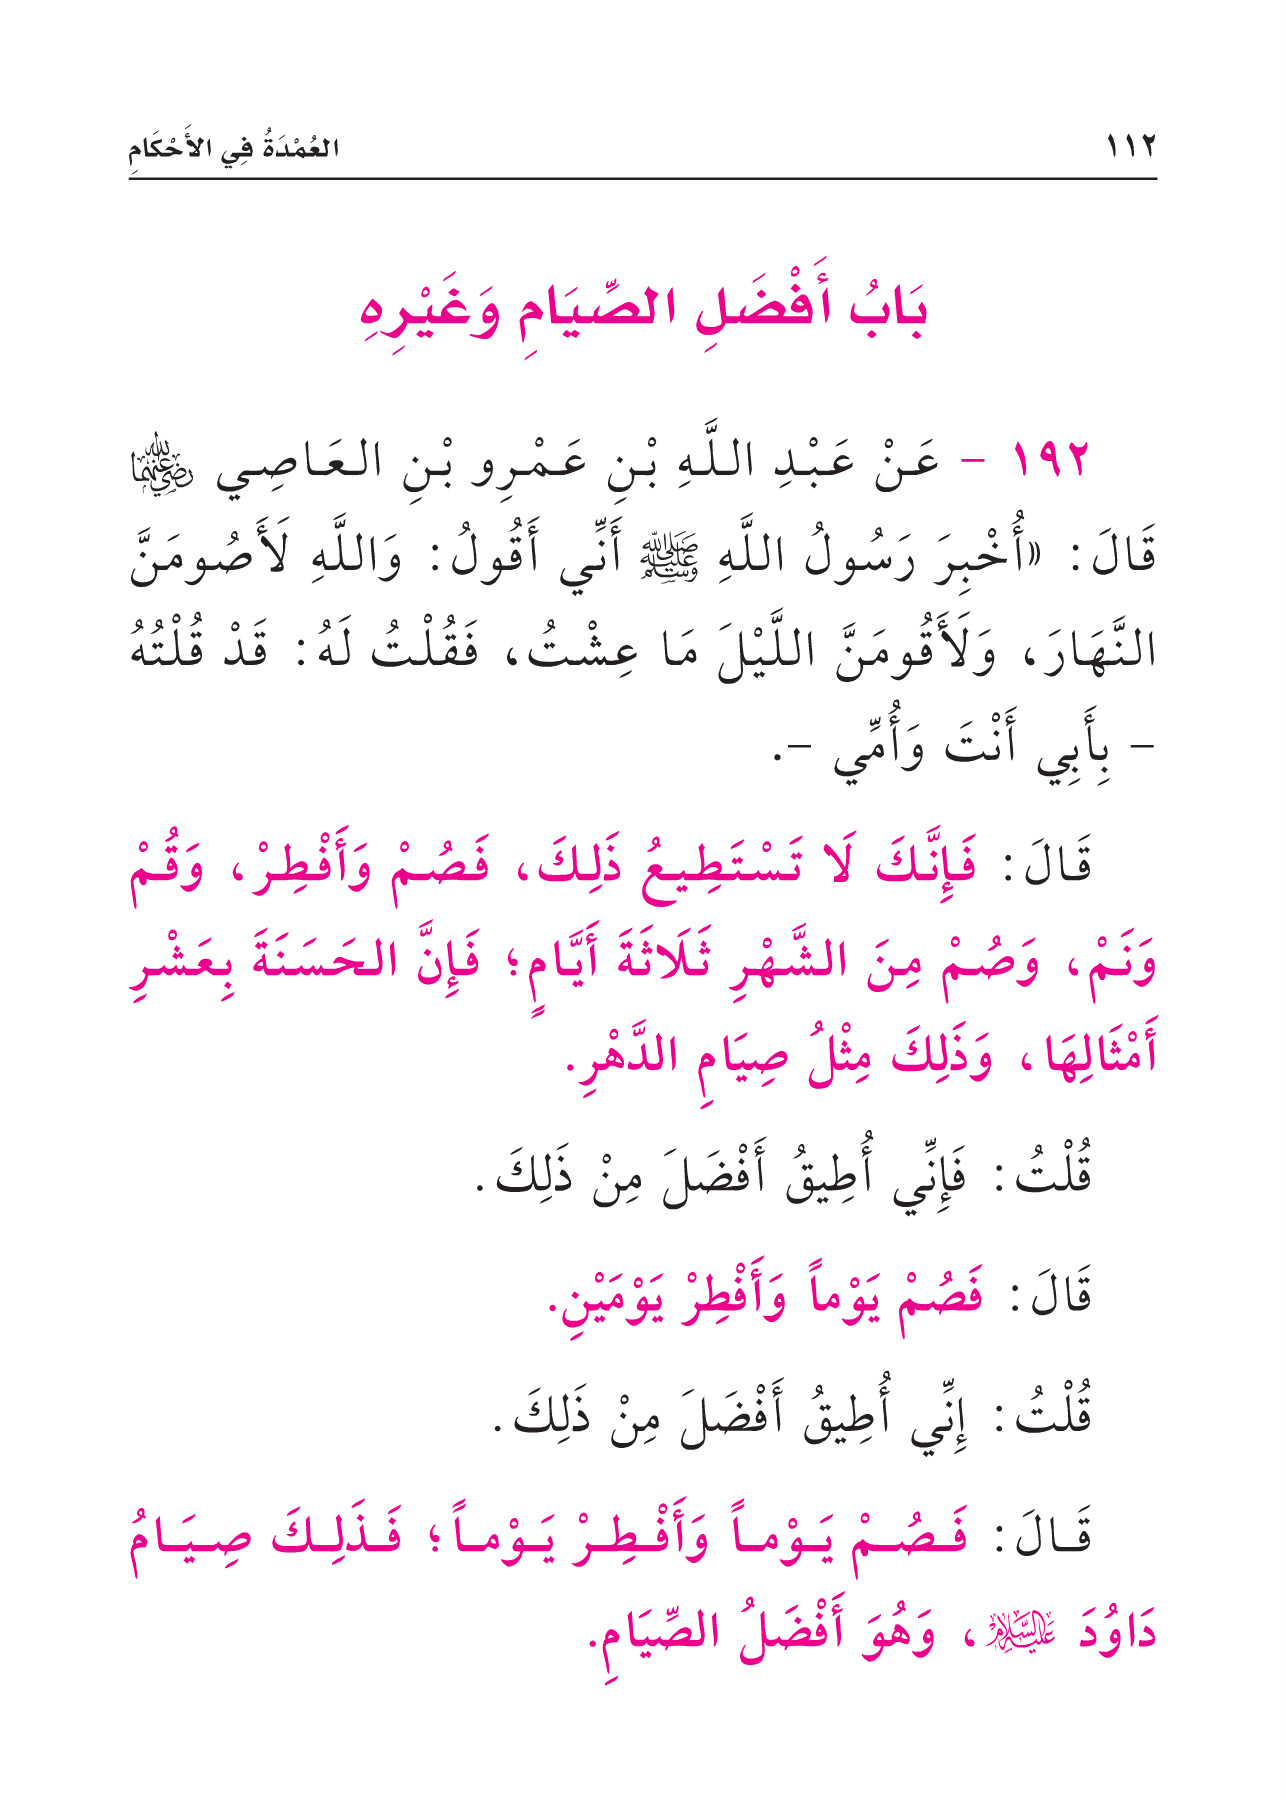 ١١٢ العُمْدَةُ فِي الأَحْكَامِ
بَابُ أَفْضَلِ الصِّيَامِ وَغَيْرِهِ
١٩٢ - عَنْ عَبْدِ اللَّهِ بْنِ عَمْرِو بْنِ العَاصِي رضي الله عنهما
قَالَ: «أُخْبِرَ رَسُولُ اللَّهِ ﷺ أَنِّي أَقُولُ: وَاللَّهِ لَأَصُومَنَّ
النَّهَارَ، وَلَأَقُومَنَّ اللَّيْلَ مَا عِشْتُ، فَقُلْتُ لَهُ: قَدْ قُلْتُهُ
- بِأَبِي أَنْتَ وَأُمِّي -.
قَالَ: فَإِنَّكَ لَا تَسْتَطِيعُ ذَلِكَ، فَصُمْ وَأَفْطِرْ، وَقُمْ
وَنَمْ، وَصُمْ مِنَ الشَّهْرِ ثَلَاثَةَ أَيَّامٍ؛ فَإِنَّ الحَسَنَةَ بِعَشْرِ
أَمْثَالِهَا، وَذَلِكَ مِثْلُ صِيَامِ الدَّهْرِ.
قُلْتُ: فَإِنِّي أُطِيقُ أَفْضَلَ مِنْ ذَلِكَ.
قَالَ: فَصُمْ يَوْماً وَأَفْطِرْ يَوْمَيْنِ.
قُلْتُ: إِنِّي أُطِيقُ أَفْضَلَ مِنْ ذَلِكَ.
قَالَ: فَصُمْ يَوْماً وَأَفْطِرْ يَوْماً؛ فَذَلِكَ صِيَامُ
دَاوُدَ عليه السلام، وَهُوَ أَفْضَلُ الصِّيَامِ.